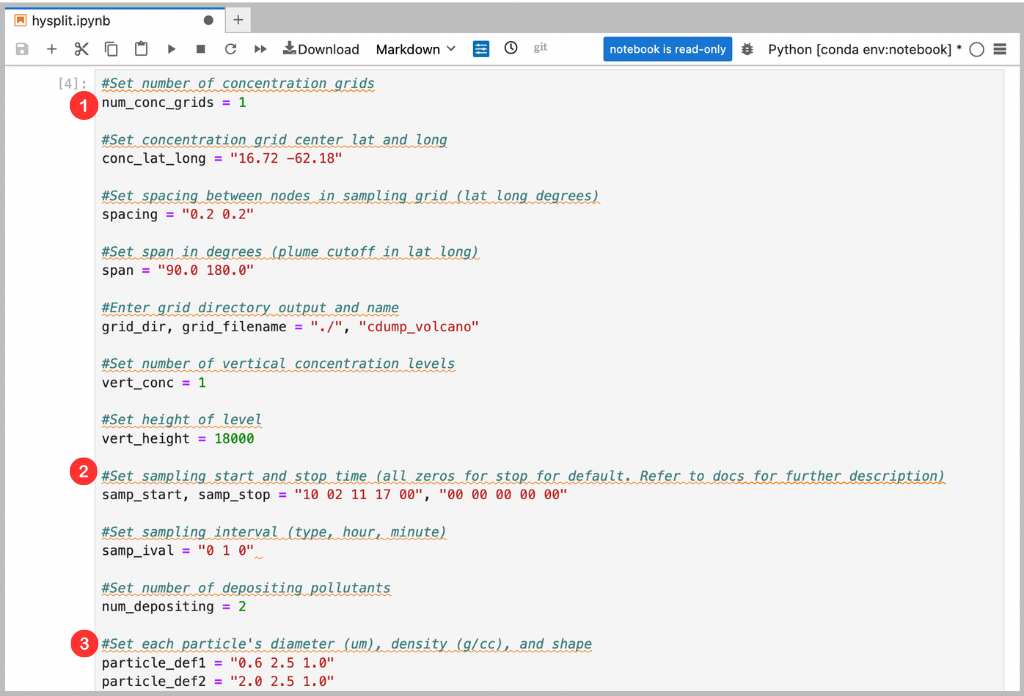 hysplit.ipynb
+
Download
Markdown
git
notebook is read-only
Python [conda env:notebook] *
[4]:
#Set number of concentration grids
1
num_conc_grids = 1
#Set concentration grid center lat and long
conc_lat_long = "16.72 -62.18"
#Set spacing between nodes in sampling grid (lat long degrees)
spacing = "0.2 0.2"
#Set span in degrees (plume cutoff in lat long)
span = "90.0 180.0"
#Enter grid directory output and name
grid_dir, grid_filename = "./", "cdump_volcano"
#Set number of vertical concentration levels
vert_conc = 1
#Set height of level
vert_height = 18000
2
#Set sampling start and stop time (all zeros for stop for default. Refer to docs for further description)
samp_start, samp_stop = "10 02 11 17 00", "00 00 00 00 00"
#Set sampling interval (type, hour, minute)
samp_ival = "0 1 0"
#Set number of depositing pollutants
num_depositing = 2
3
#Set each particle's diameter (um), density (g/cc), and shape
particle_def1 = "0.6 2.5 1.0"
particle_def2 = "2.0 2.5 1.0"